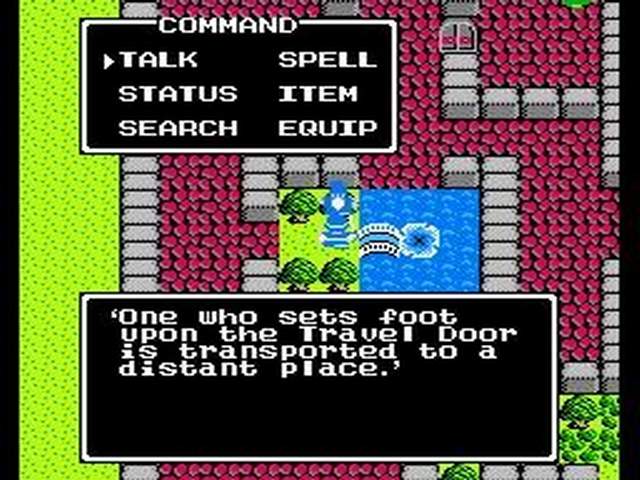 COMMAND
TALK SPELL
STATUS ITEM
SEARCH EQUIP
‘One who sets foot
upon the Travel Door
is transported to a
distant place.’